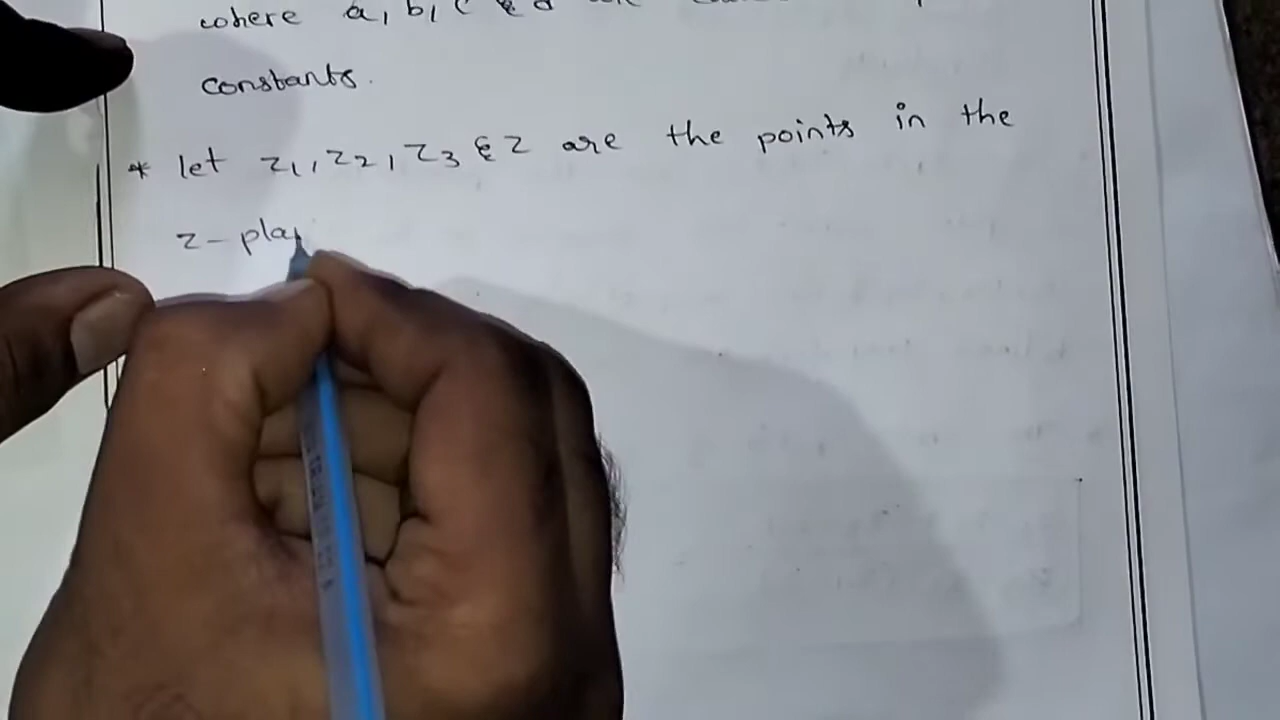 where a, b, c & d
constants.
* let z1, z2, z3 & z are the points in the
z - pla